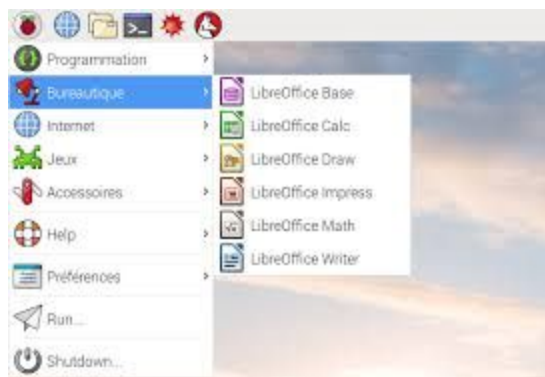 Programmation
Bureautique
Internet
Jeux
Accessoires
Help
Préférences
Run...
Shutdown...
LibreOffice Base
LibreOffice Calc
LibreOffice Draw
LibreOffice Impress
LibreOffice Math
LibreOffice Writer